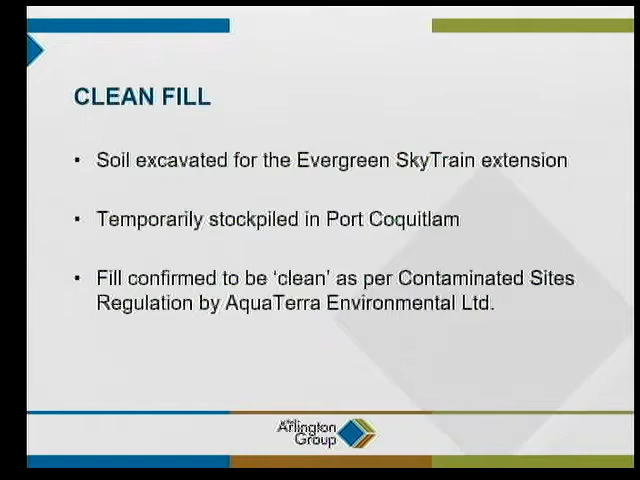 CLEAN FILL
• Soil excavated for the Evergreen SkyTrain extension
• Temporarily stockpiled in Port Coquitlam
• Fill confirmed to be ‘clean’ as per Contaminated Sites
Regulation by AquaTerra Environmental Ltd.
the
Arlington
Group